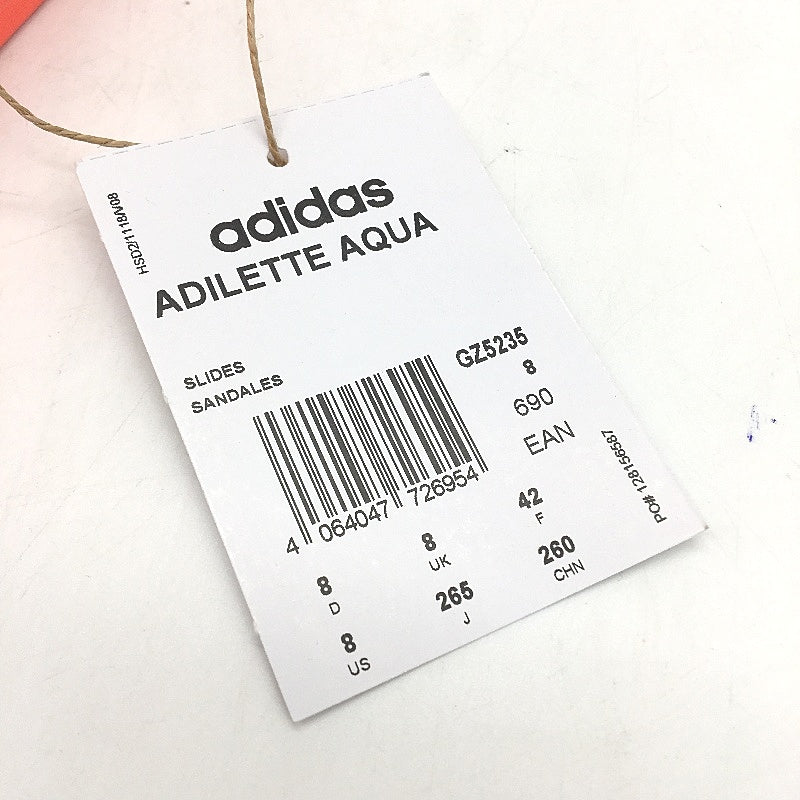 HSD2/1118/V08
adidas
ADILETTE AQUA
SLIDES
SANDALES
GZ5235
8
690
EAN
4 064047 726954
PO# 128156587
8
D
8
UK
42
F
8
US
265
J
260
CHN